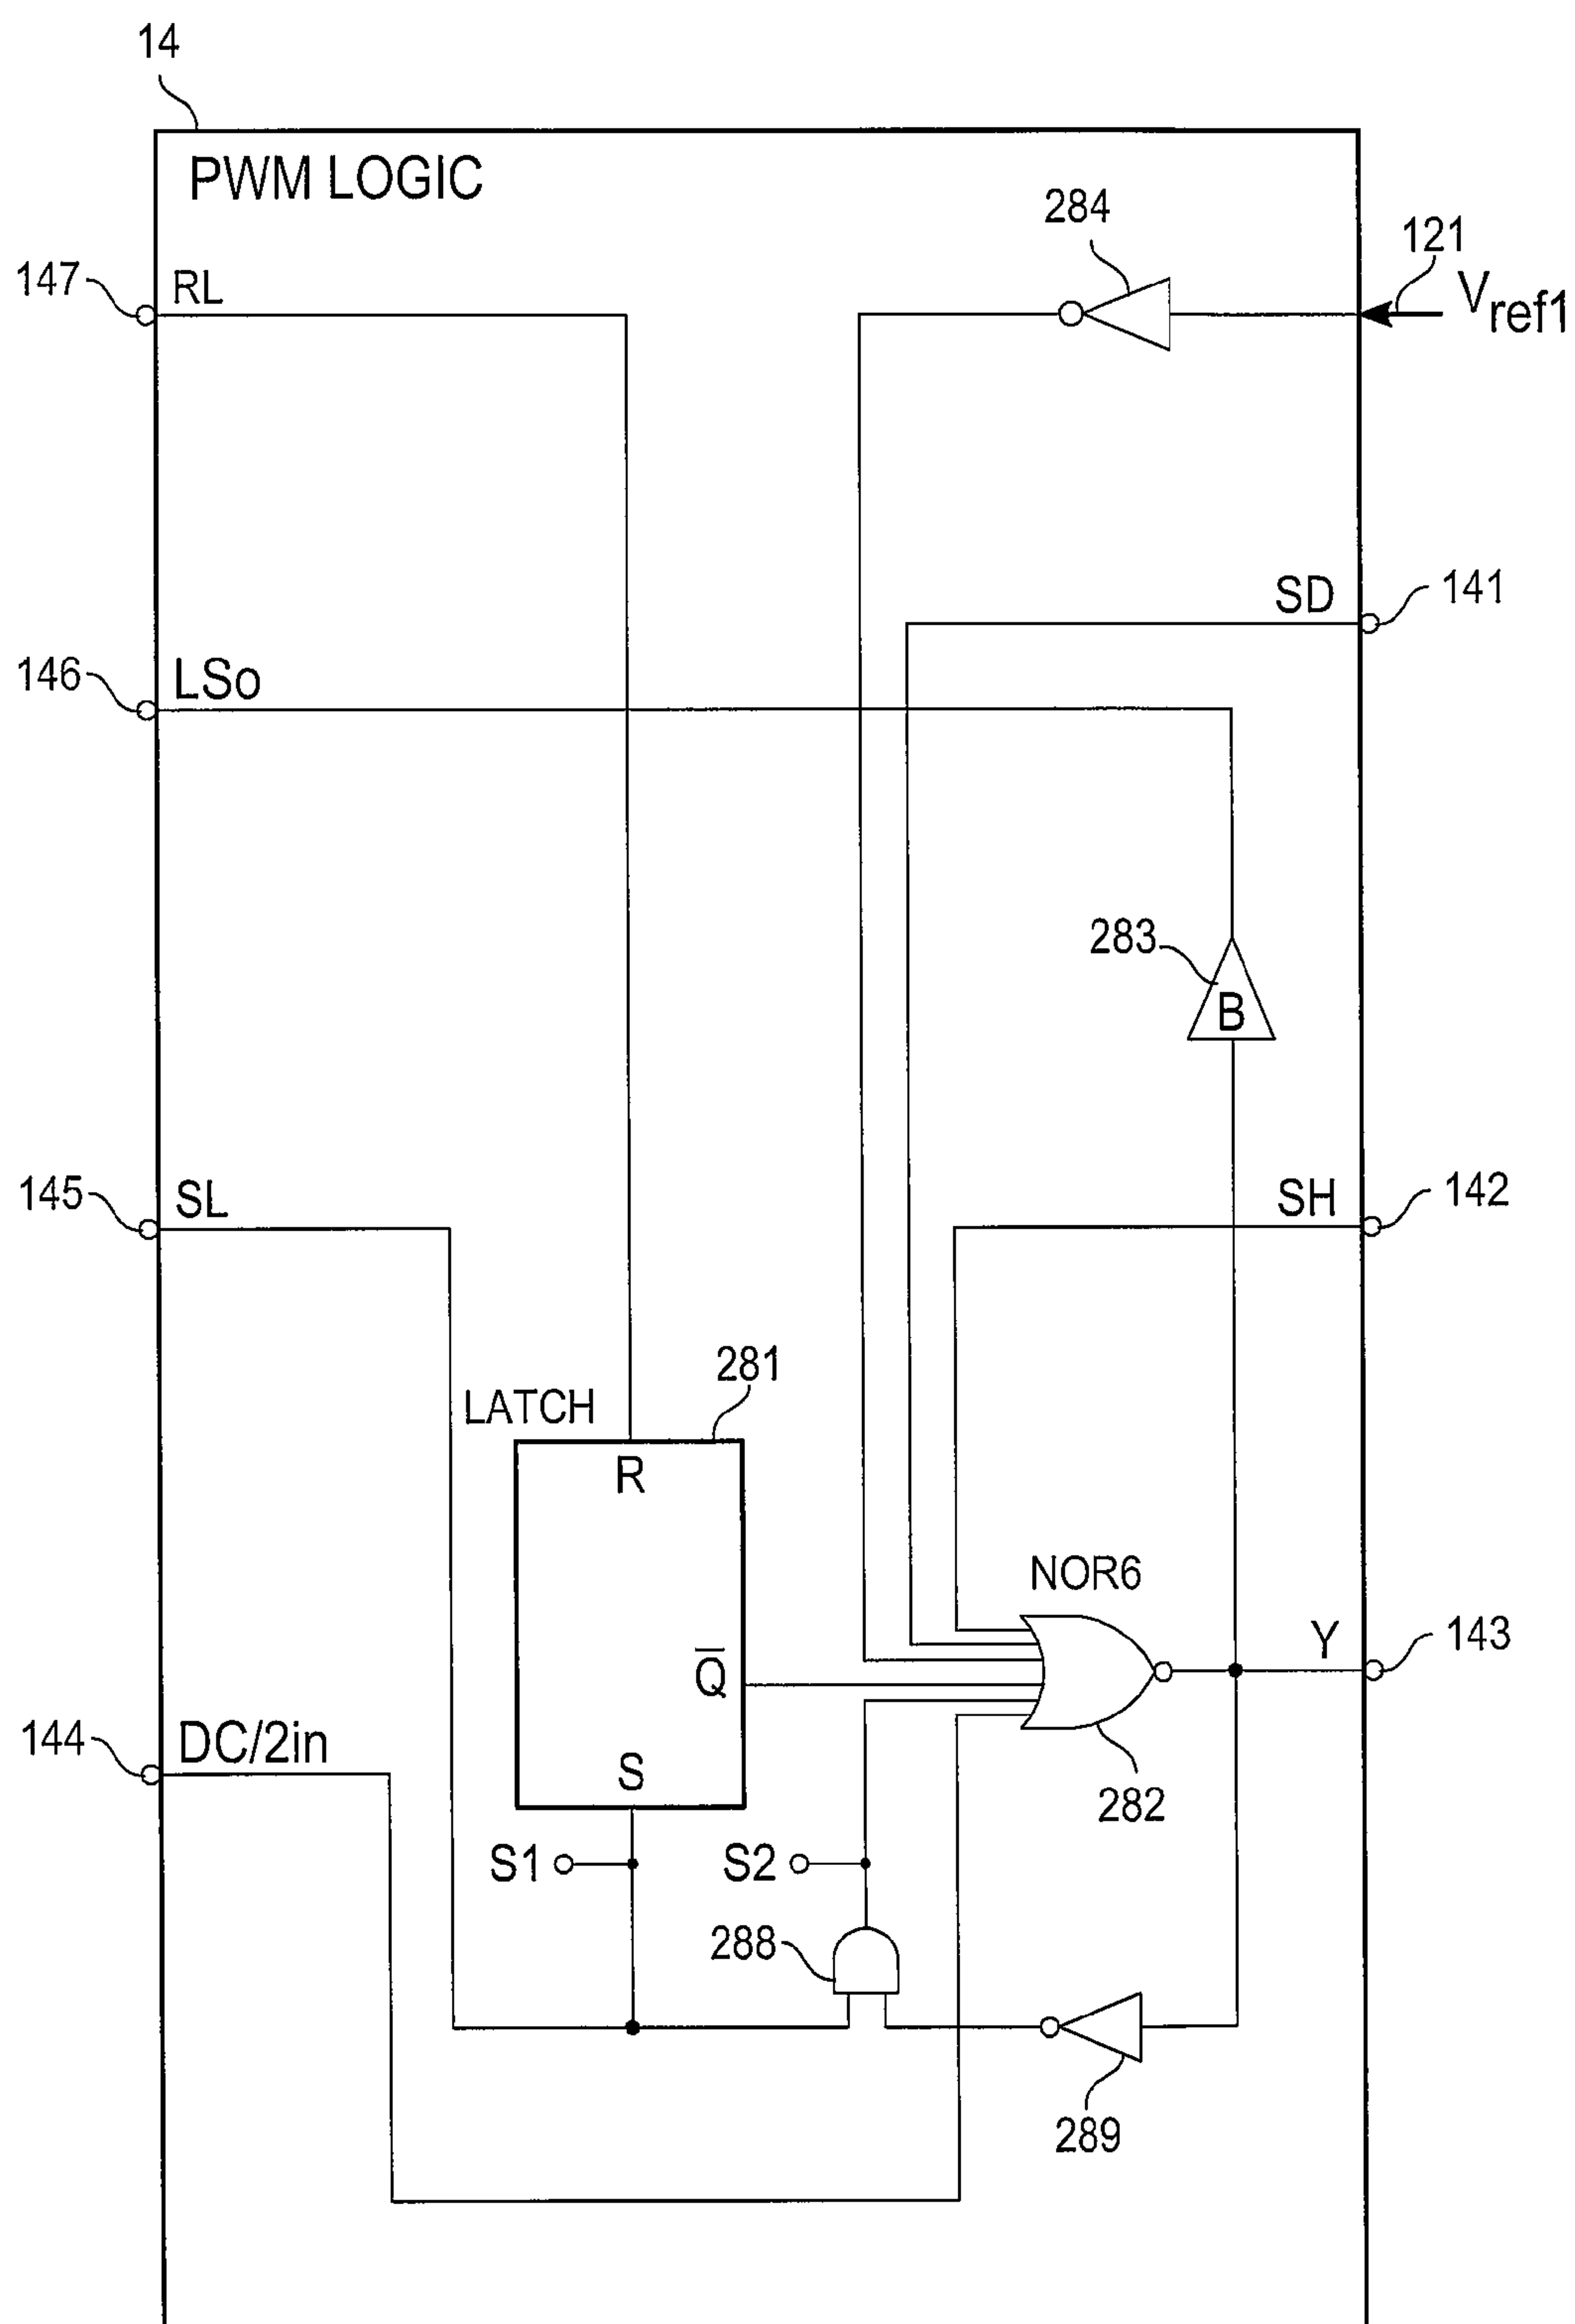 14
PWM LOGIC
284
121
Vref1
147
RL
SD
141
146
LSo
283
B
145
SL
SH
142
281
LATCH
R
NOR6
Q̅
Y
143
144
DC/2in
S
282
S1
S2
288
289